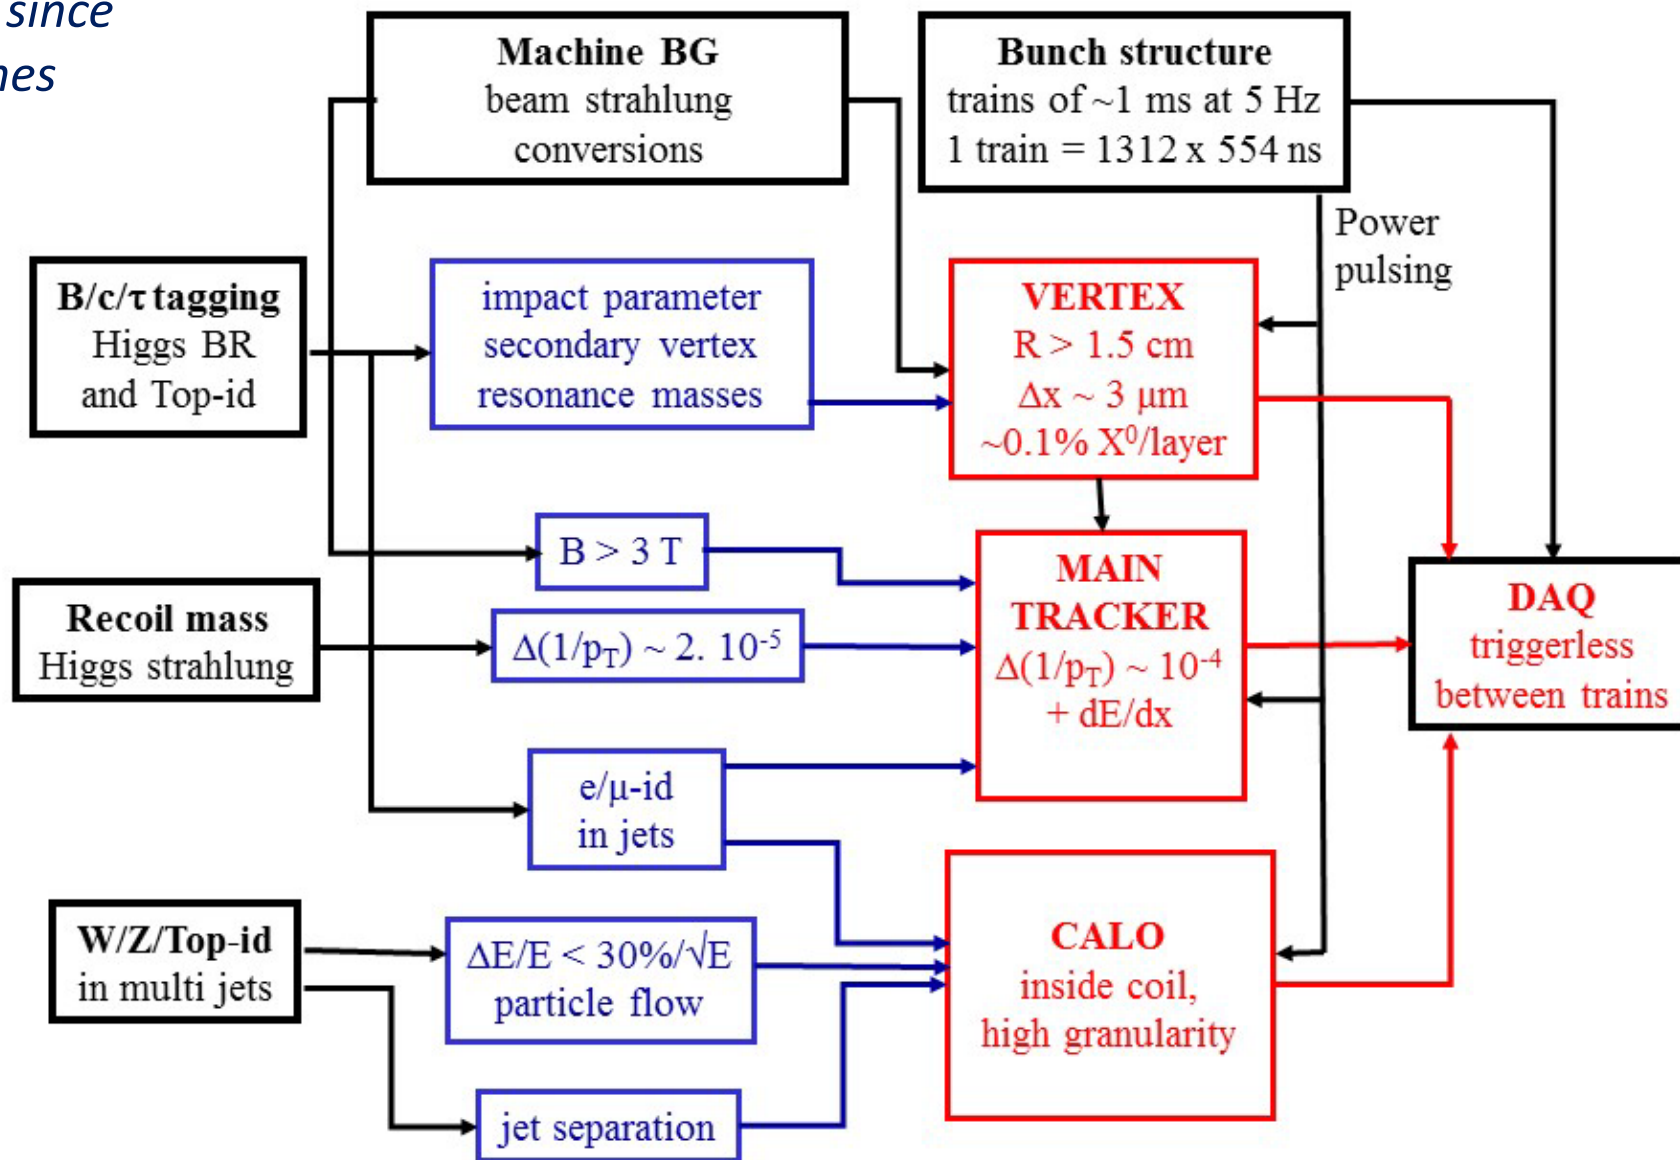 since
Machine BG
beam strahlung
conversions
Bunch structure
trains of ~1 ms at 5 Hz
1 train = 1312 x 554 ns
Power
pulsing
B/c/τ tagging
Higgs BR
and Top-id
impact parameter
secondary vertex
resonance masses
VERTEX
R > 1.5 cm
Δx ~ 3 μm
~0.1% X⁰/layer
B > 3 T
Recoil mass
Higgs strahlung
Δ(1/p_T) ~ 2. 10⁻⁵
MAIN
TRACKER
Δ(1/p_T) ~ 10⁻⁴
+ dE/dx
DAQ
triggerless
between trains
e/μ-id
in jets
W/Z/Top-id
in multi jets
ΔE/E < 30%/√E
particle flow
CALO
inside coil,
high granularity
jet separation